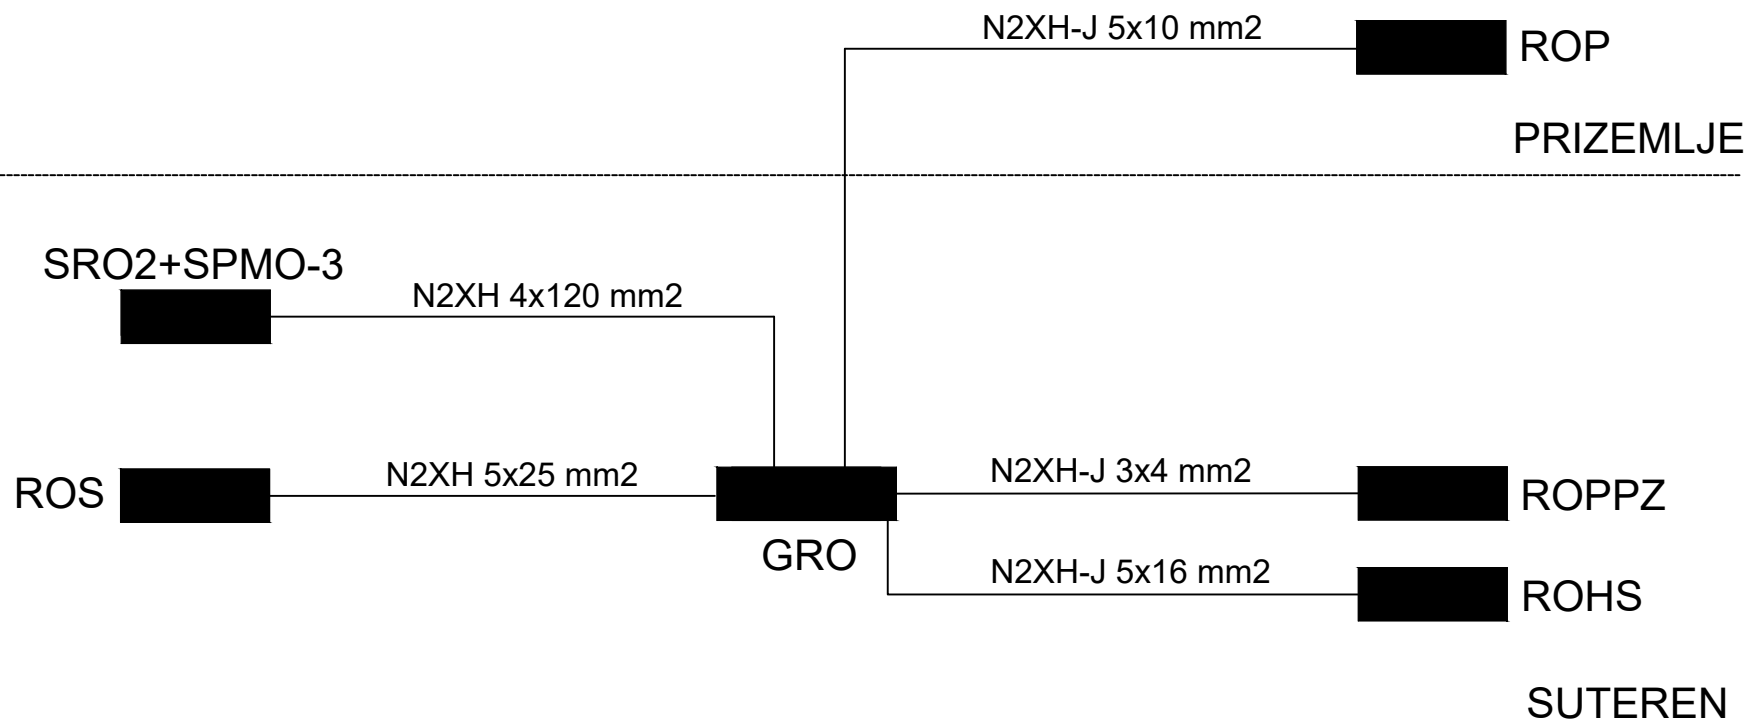 N2XH-J 5x10 mm2
ROP
PRIZEMLJE
SRO2+SPMO-3
N2XH 4x120 mm2
ROS
N2XH 5x25 mm2
GRO
N2XH-J 3x4 mm2
ROPPZ
N2XH-J 5x16 mm2
ROHS
SUTEREN